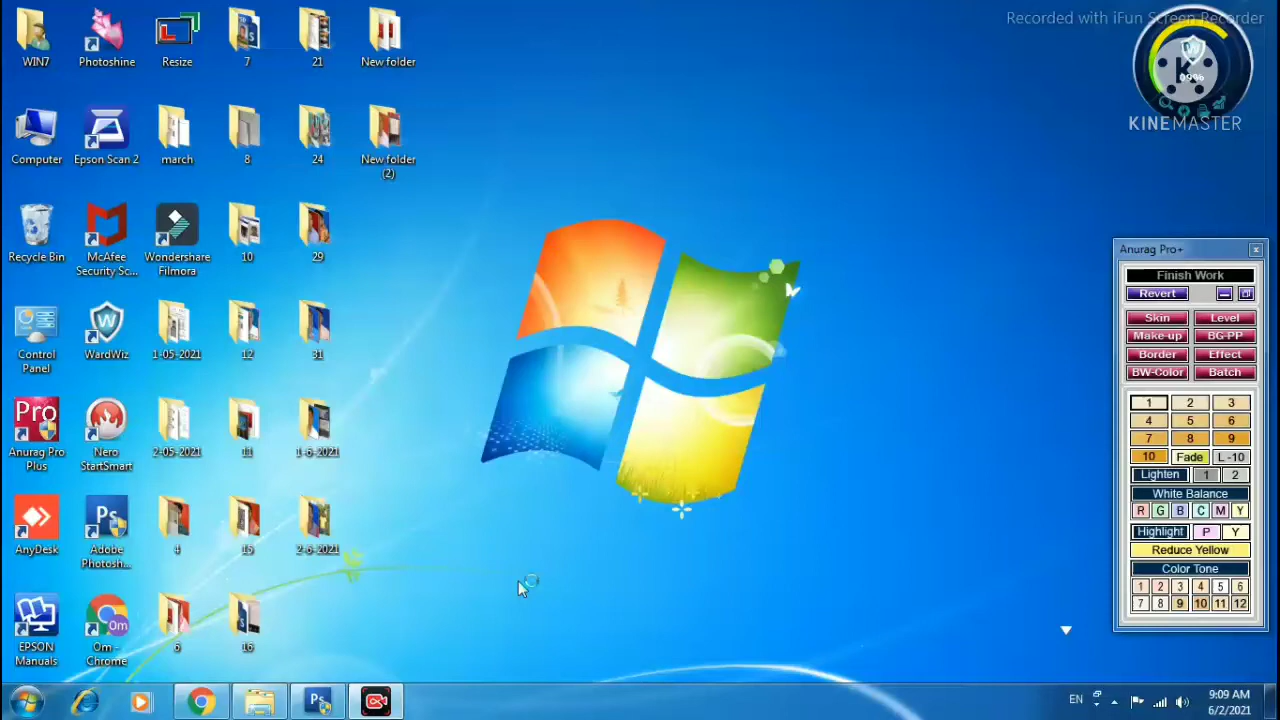 Recorded with iFun Screen Recorder
WIN7
Photoshine
Resize
7
21
New folder
09%
KINEMASTER
Computer
Epson Scan 2
march
8
24
New folder
(2)
Recycle Bin
McAfee
Security Sc...
Wondershare
Filmora
10
29
Control
Panel
WardWiz
1-05-2021
12
31
Pro
Anurag Pro
Plus
Nero
StartSmart
2-05-2021
11
1-6-2021
AnyDesk
Ps
Adobe
Photosh...
4
15
2-6-2021
EPSON
Manuals
Om
Om -
Chrome
6
16
Anurag Pro+
Finish Work
Revert
Skin Level
Make-up BG-PP
Border Effect
BW-Color Batch
1 2 3
4 5 6
7 8 9
10 Fade L -10
Lighten 1 2
White Balance
R G B C M Y
Highlight P Y
Reduce Yellow
Color Tone
1 2 3 4 5 6
7 8 9 10 11 12
Ps
EN
9:09 AM
6/2/2021